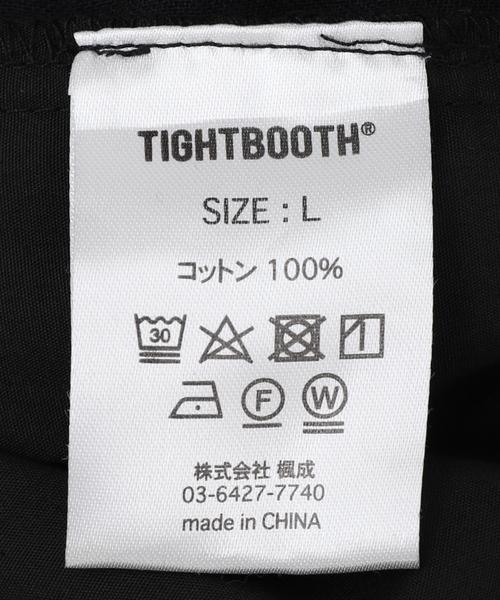 TIGHTBOOTH®
SIZE : L
コットン 100%
30
F W
株式会社 楓成
03-6427-7740
made in CHINA